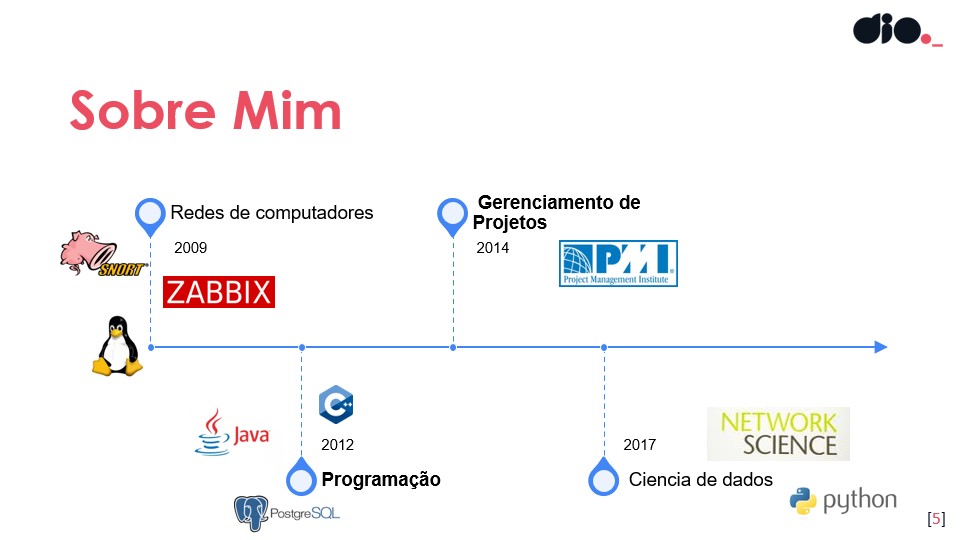 dio._
Sobre Mim
Redes de computadores
2009
SNORT
ZABBIX
Gerenciamento de
Projetos
2014
PMI
Project Management Institute
Java
C++
2012
Programação
PostgreSQL
2017
Ciencia de dados
NETWORK
SCIENCE
python
[5]